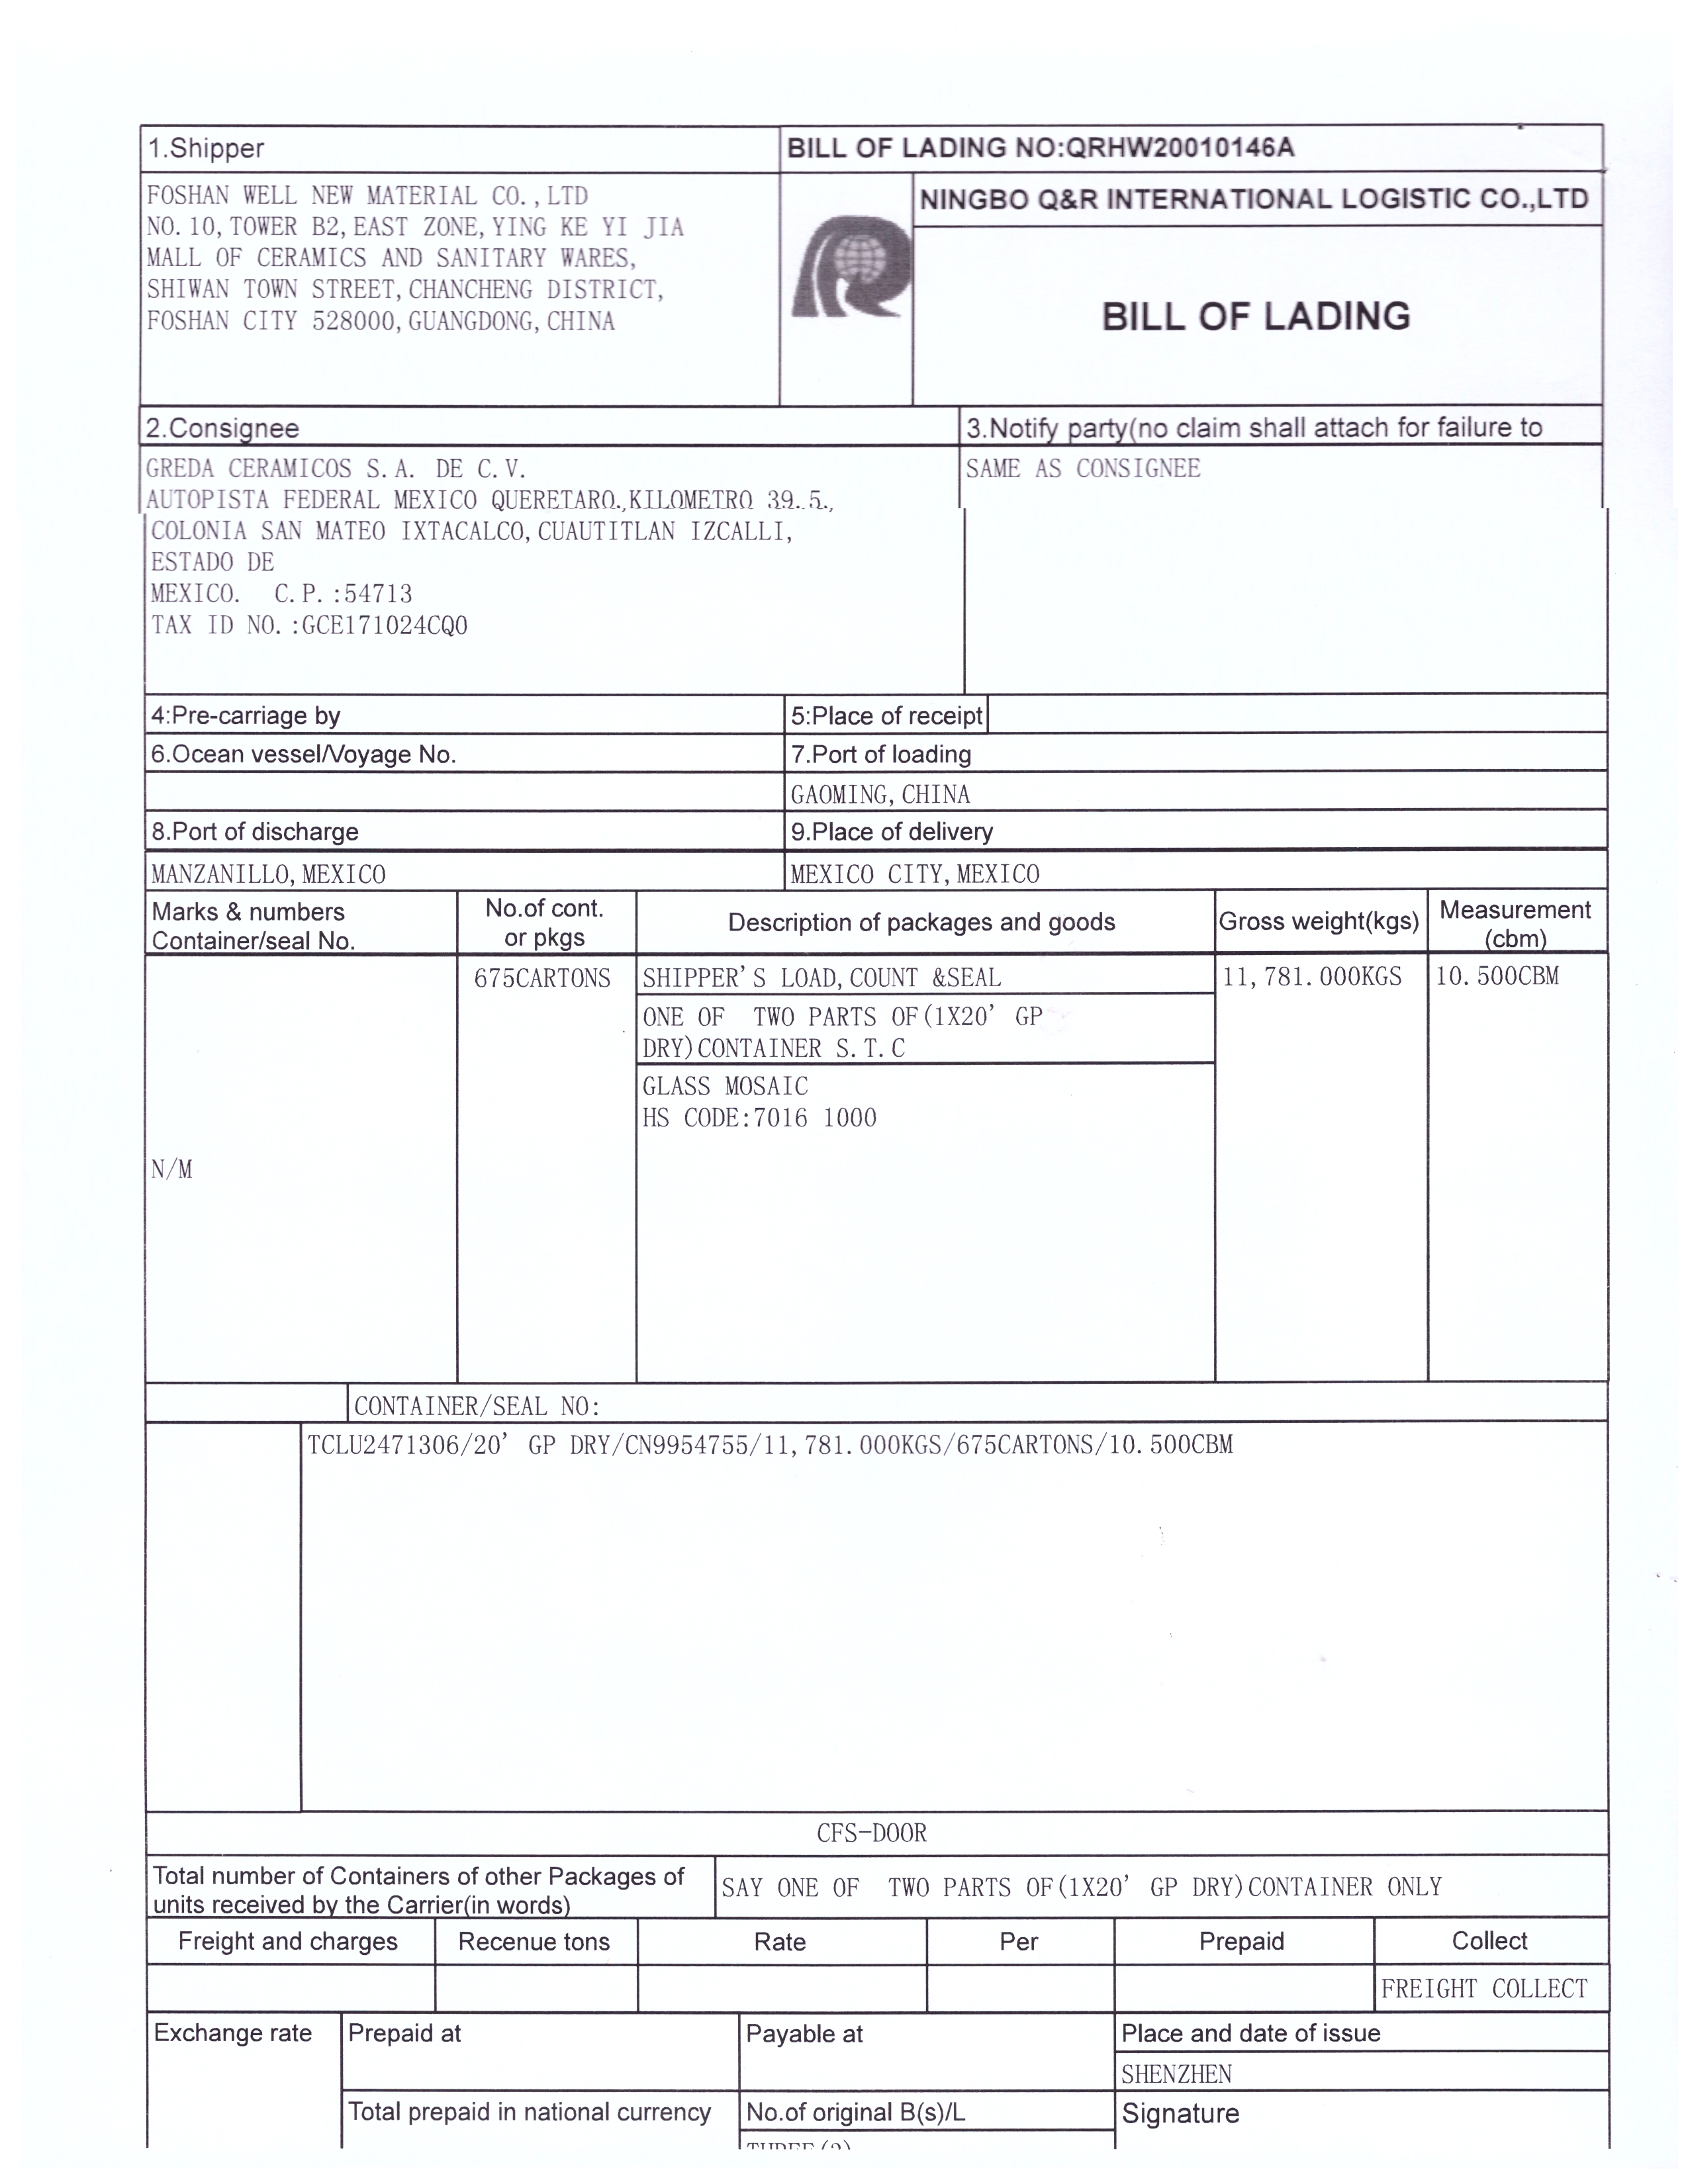 1.Shipper
BILL OF LADING NO:QRHW20010146A
FOSHAN WELL NEW MATERIAL CO.,LTD
NO.10,TOWER B2,EAST ZONE,YING KE YI JIA
MALL OF CERAMICS AND SANITARY WARES,
SHIWAN TOWN STREET,CHANCHENG DISTRICT,
FOSHAN CITY 528000,GUANGDONG,CHINA
NINGBO Q&R INTERNATIONAL LOGISTIC CO.,LTD
BILL OF LADING
2.Consignee
3.Notify party(no claim shall attach for failure to
GREDA CERAMICOS S.A. DE C.V.
AUTOPISTA FEDERAL MEXICO QUERETARO.,KILOMETRO 39.5.,
COLONIA SAN MATEO IXTACALCO,CUAUTITLAN IZCALLI,
ESTADO DE
MEXICO. C.P.:54713
TAX ID NO.:GCE171024CQ0
SAME AS CONSIGNEE
4:Pre-carriage by
5:Place of receipt
6.Ocean vessel/Voyage No.
7.Port of loading
GAOMING,CHINA
8.Port of discharge
9.Place of delivery
MANZANILLO,MEXICO
MEXICO CITY,MEXICO
Marks & numbers
Container/seal No.
No.of cont.
or pkgs
Description of packages and goods
Gross weight(kgs)
Measurement
(cbm)
675CARTONS
SHIPPER'S LOAD,COUNT &SEAL
11,781.000KGS
10.500CBM
ONE OF TWO PARTS OF(1X20' GP
DRY)CONTAINER S.T.C
GLASS MOSAIC
HS CODE:7016 1000
N/M
CONTAINER/SEAL NO:
TCLU2471306/20' GP DRY/CN9954755/11,781.000KGS/675CARTONS/10.500CBM
CFS-DOOR
Total number of Containers of other Packages of
units received by the Carrier(in words)
SAY ONE OF TWO PARTS OF(1X20' GP DRY)CONTAINER ONLY
Freight and charges
Recenue tons
Rate
Per
Prepaid
Collect
FREIGHT COLLECT
Exchange rate
Prepaid at
Payable at
Place and date of issue
SHENZHEN
Total prepaid in national currency
No.of original B(s)/L
Signature